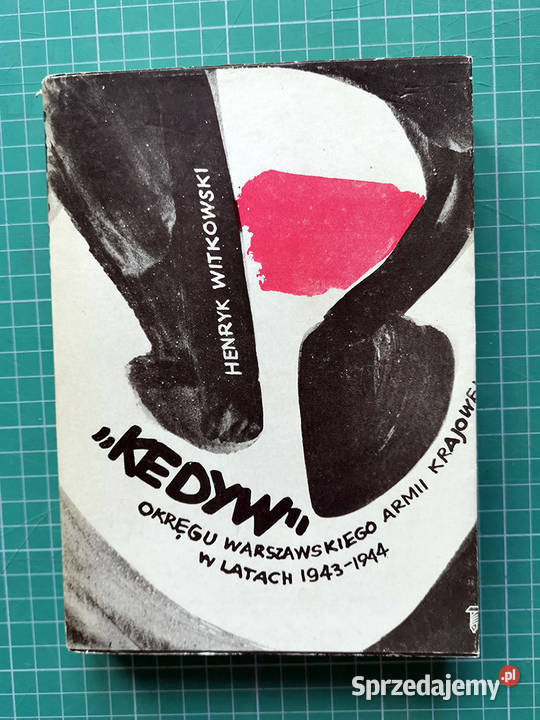 HENRYK WITKOWSKI
„KEDYW”
OKRĘGU WARSZAWSKIEGO ARMII KRAJOWEJ
W LATACH 1943-1944
Sprzedajemy.pl